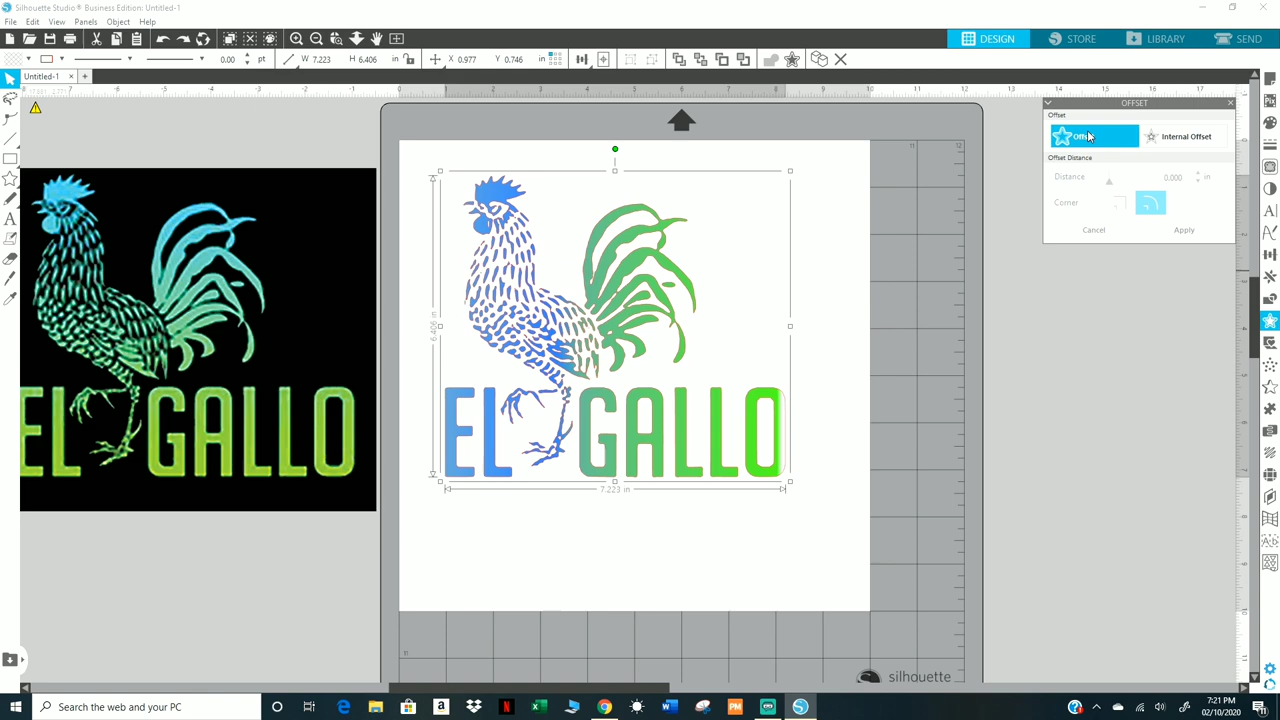 Silhouette Studio® Business Edition: Untitled-1
File Edit View Panels Object Help
DESIGN STORE LIBRARY SEND
0.00 pt W 7.223 H 6.406 X 0.977 Y 0.746
Untitled-1
OFFSET
Offset
Internal Offset
Offset Distance
Distance 0.000 in
Corner
Cancel Apply
EL GALLO
EL GALLO
6.406 in
7.223 in
silhouette
Search the web and your PC
7:21 PM
02/10/2020